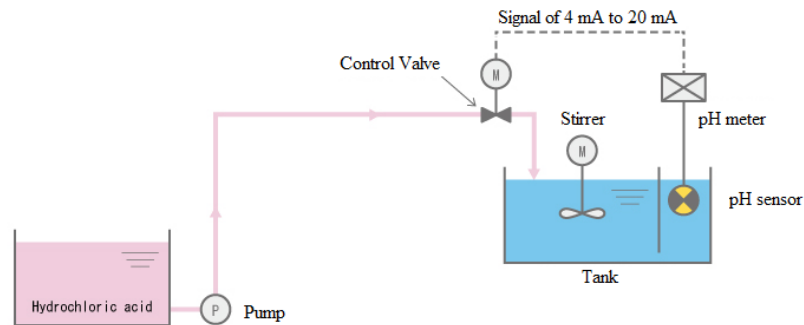 Signal of 4 mA to 20 mA
Control Valve
M
Stirrer
pH meter
M
pH sensor
Tank
Hydrochloric acid
P
Pump